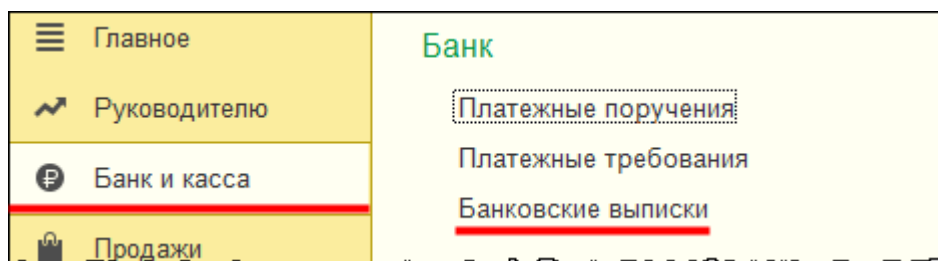 Главное
Руководителю
Банк и касса
Продажи
Банк
Платежные поручения
Платежные требования
Банковские выписки